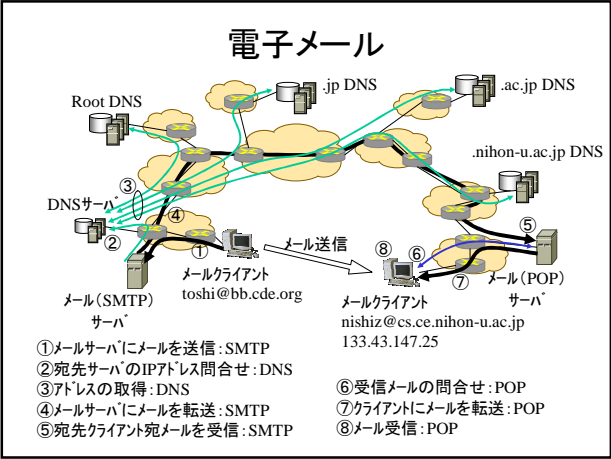 電子メール
.jp DNS
.ac.jp DNS
Root DNS
.nihon-u.ac.jp DNS
③
DNSサーバ
④
②
①
メール送信
⑧
⑥
⑤
⑦
メールクライアント
toshi@bb.cde.org
メール(SMTP)
サーバ
メール(POP)
サーバ
メールクライアント
nishiz@cs.ce.nihon-u.ac.jp
133.43.147.25
①メールサーバにメールを送信:SMTP
②宛先サーバのIPアドレス問合せ:DNS
③アドレスの取得:DNS
④メールサーバにメールを転送:SMTP
⑤宛先クライアント宛メールを受信:SMTP
⑥受信メールの問合せ:POP
⑦クライアントにメールを転送:POP
⑧メール受信:POP